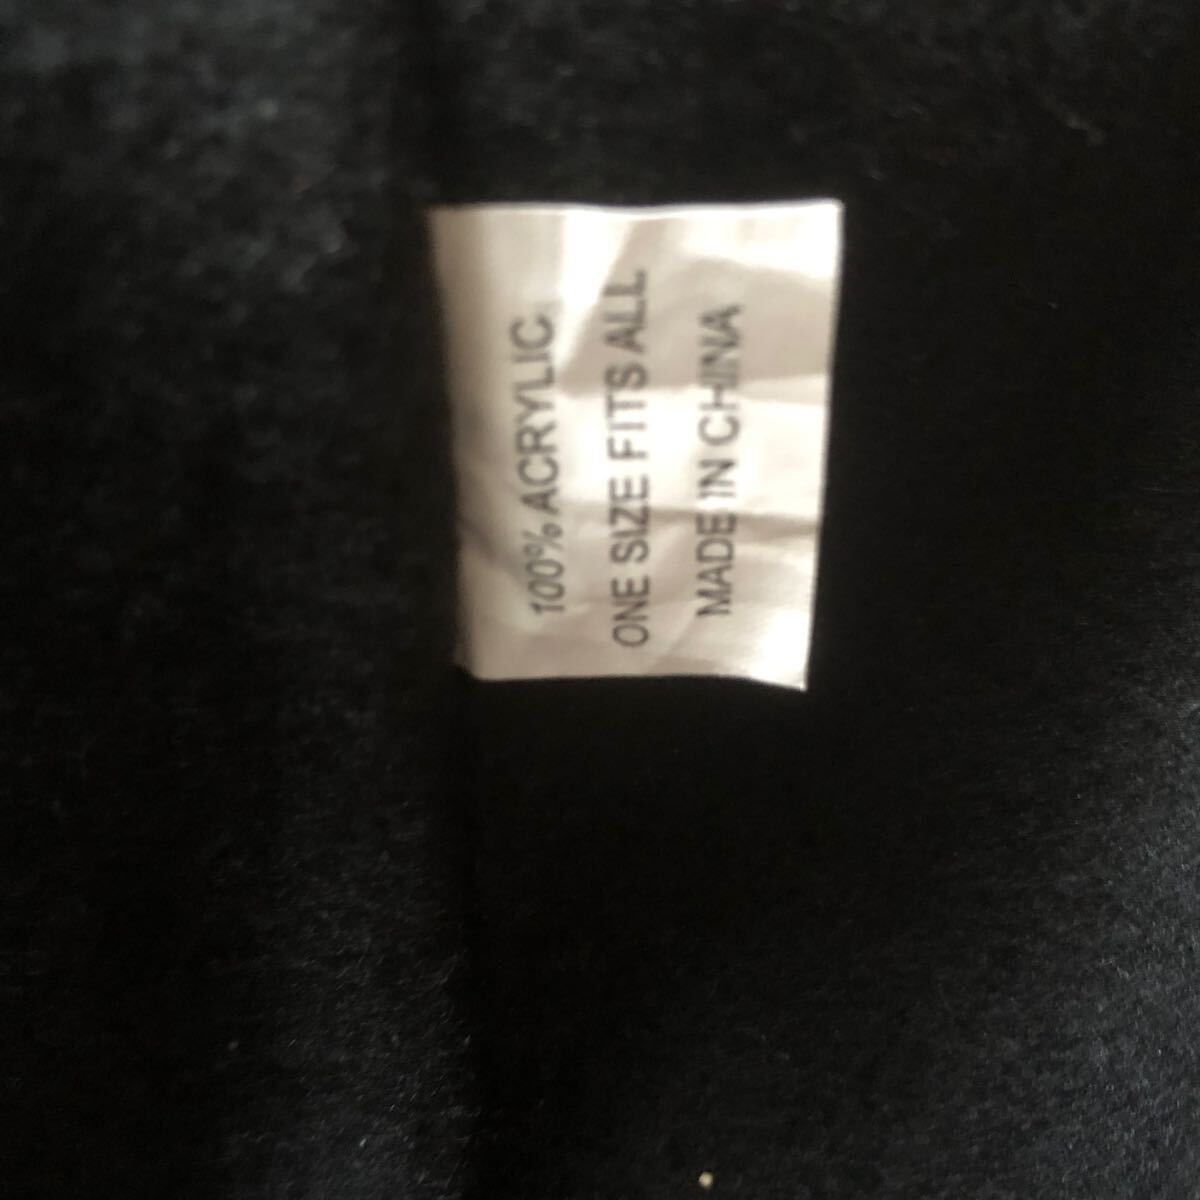 100% ACRYLIC
ONE SIZE FITS ALL
MADE IN CHINA